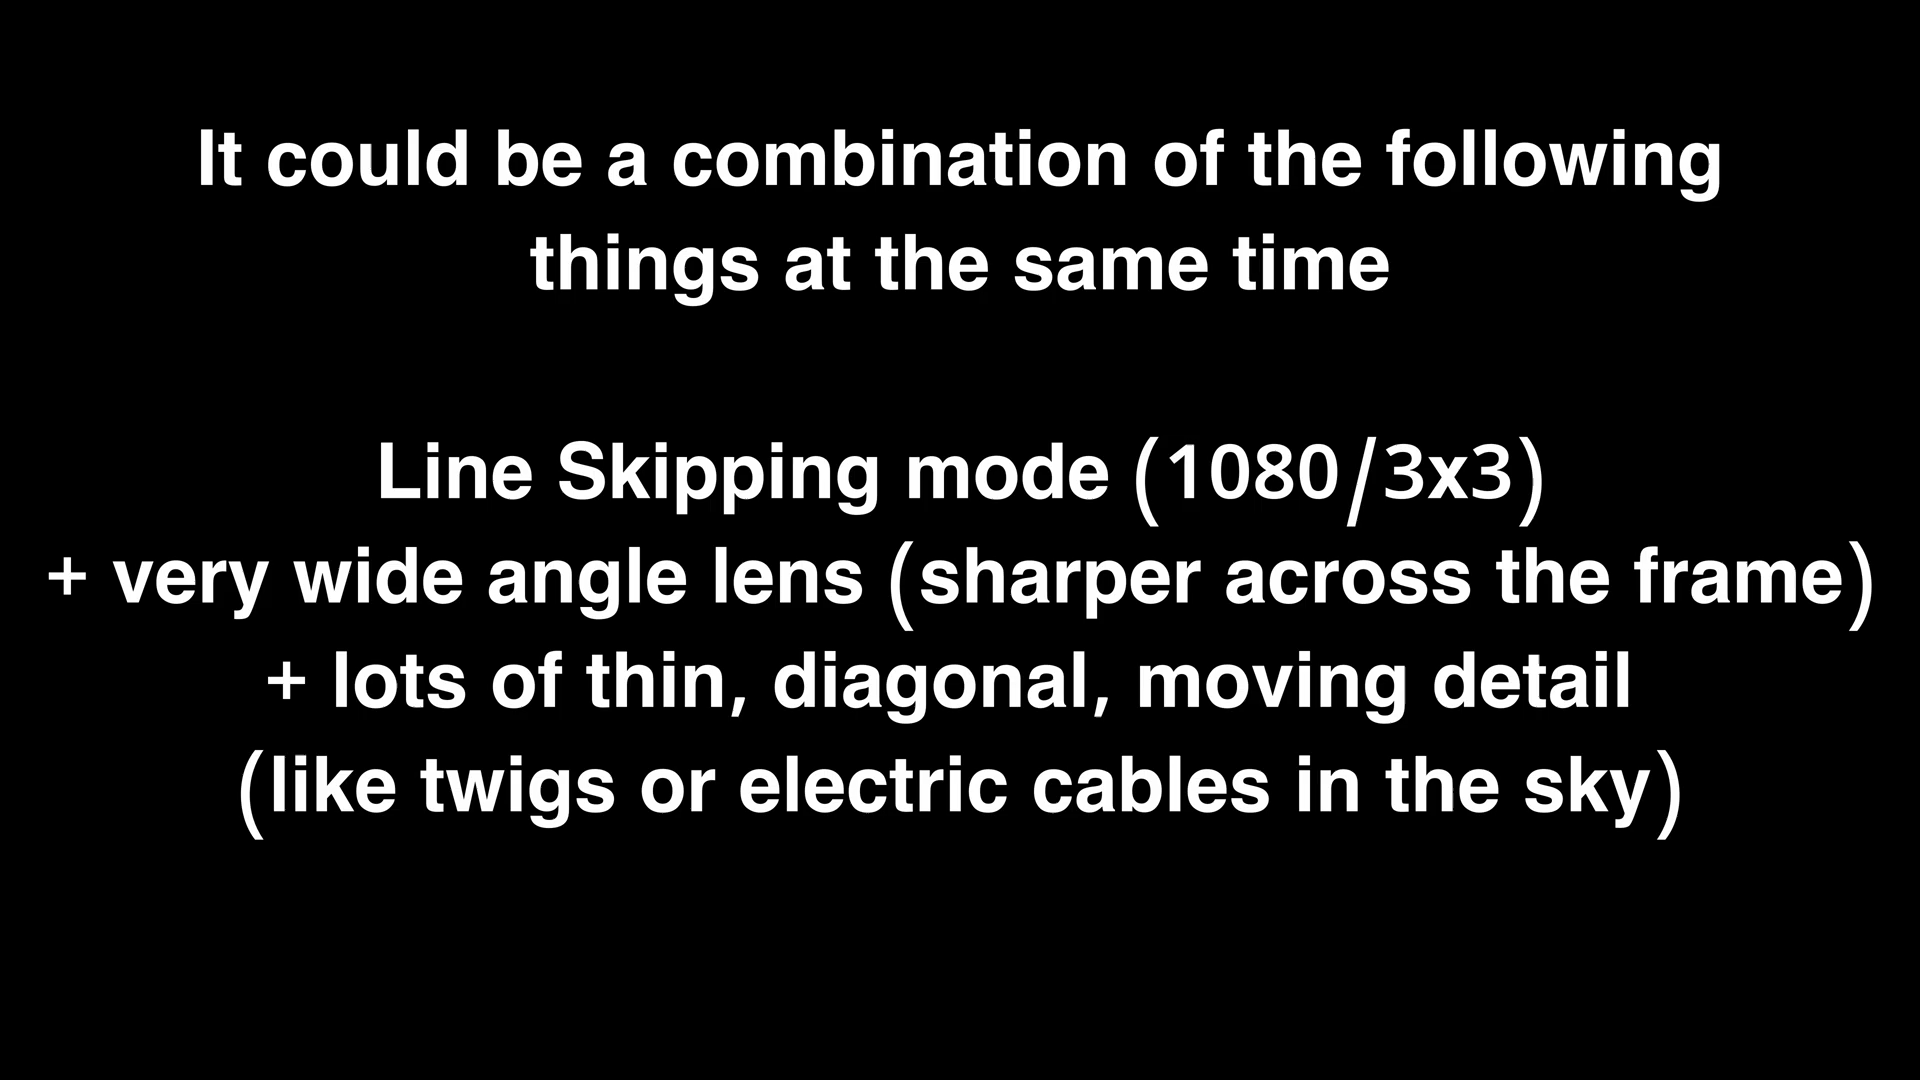 It could be a combination of the following
things at the same time
Line Skipping mode (1080/3x3)
+ very wide angle lens (sharper across the frame)
+ lots of thin, diagonal, moving detail
(like twigs or electric cables in the sky)